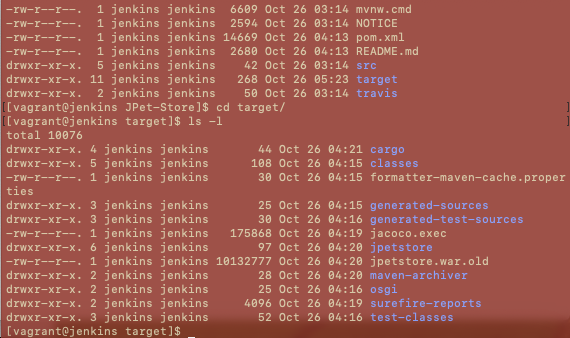 -rw-r--r--.  1 jenkins jenkins  6609 Oct 26 03:14 mvnw.cmd
-rw-r--r--.  1 jenkins jenkins  2594 Oct 26 03:14 NOTICE
-rw-r--r--.  1 jenkins jenkins 14669 Oct 26 04:13 pom.xml
-rw-r--r--.  1 jenkins jenkins  2680 Oct 26 04:13 README.md
drwxr-xr-x.  5 jenkins jenkins    42 Oct 26 03:14 src
drwxr-xr-x. 11 jenkins jenkins   268 Oct 26 05:23 target
drwxr-xr-x.  2 jenkins jenkins    50 Oct 26 03:14 travis
[[vagrant@jenkins JPet-Store]$ cd target/ ]
[[vagrant@jenkins target]$ ls -l ]
total 10076
drwxr-xr-x. 4 jenkins jenkins       44 Oct 26 04:21 cargo
drwxr-xr-x. 5 jenkins jenkins      108 Oct 26 04:15 classes
-rw-r--r--. 1 jenkins jenkins       30 Oct 26 04:15 formatter-maven-cache.proper
ties
drwxr-xr-x. 3 jenkins jenkins       25 Oct 26 04:15 generated-sources
drwxr-xr-x. 3 jenkins jenkins       30 Oct 26 04:16 generated-test-sources
-rw-r--r--. 1 jenkins jenkins   175868 Oct 26 04:19 jacoco.exec
drwxr-xr-x. 6 jenkins jenkins       97 Oct 26 04:20 jpetstore
-rw-r--r--. 1 jenkins jenkins 10132777 Oct 26 04:20 jpetstore.war.old
drwxr-xr-x. 2 jenkins jenkins       28 Oct 26 04:20 maven-archiver
drwxr-xr-x. 2 jenkins jenkins       25 Oct 26 04:16 osgi
drwxr-xr-x. 2 jenkins jenkins     4096 Oct 26 04:19 surefire-reports
drwxr-xr-x. 3 jenkins jenkins       52 Oct 26 04:16 test-classes
[vagrant@jenkins target]$